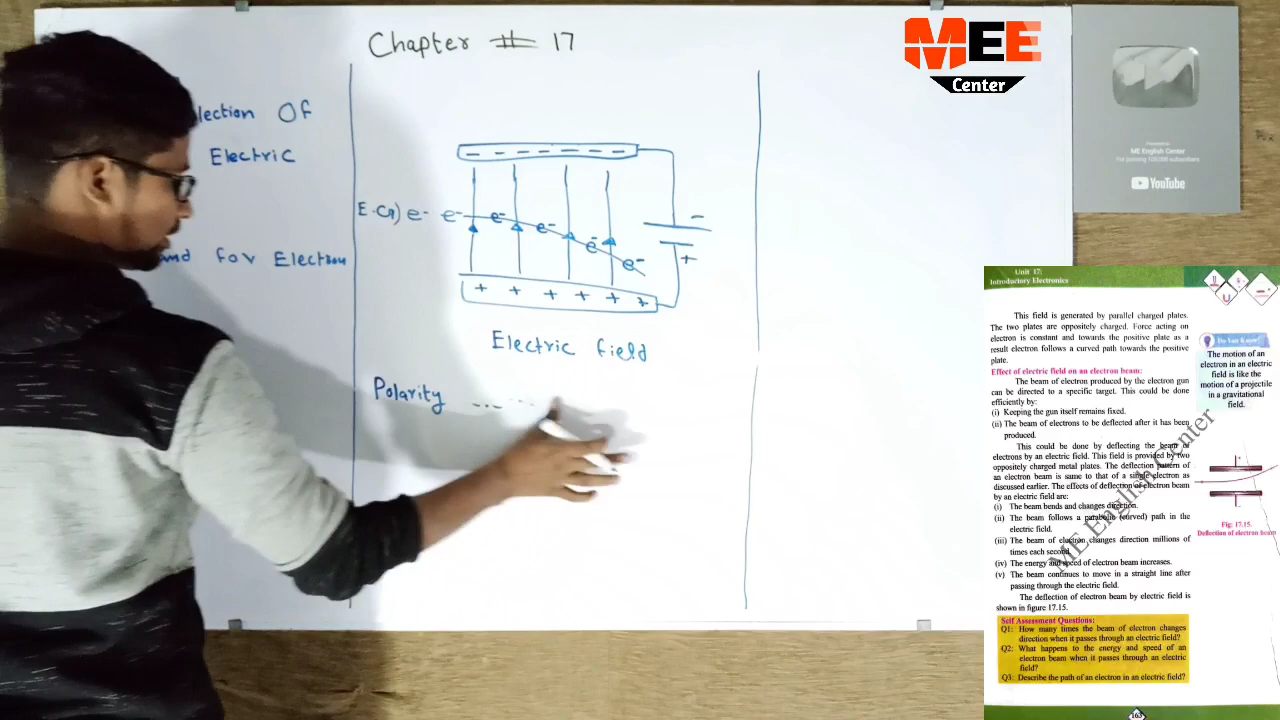 Chapter # 17
lection Of
Electric
and for Electron
- - - - - - - -
E.G) e- e- e- e- e- e-
-
+
+ + + + + +
Electric field
Polarity
MEE
Center
Presented to
ME English Center
For passing 100,000 subscribers
YouTube
Unit 17:
Introductory Electronics
This field is generated by parallel charged plates.
The two plates are oppositely charged. Force acting on
electron is constant and towards the positive plate as a
result electron follows a curved path towards the positive
plate.
Effect of electric field on an electron beam:
The beam of electron produced by the electron gun
can be directed to a specific target. This could be done
efficiently by:
(i) Keeping the gun itself remains fixed.
(ii) The beam of electrons to be deflected after it has been
produced.
This could be done by deflecting the beam of
electrons by an electric field. This field is provided by two
oppositely charged metal plates. The deflection pattern of
an electron beam is same to that of a single electron as
discussed earlier. The effects of deflection of electron beam
by an electric field are:
(i) The beam bends and changes direction.
(ii) The beam follows a parabolic (curved) path in the
electric field.
(iii) The beam of electron changes direction millions of
times each second.
(iv) The energy and speed of electron beam increases.
(v) The beam continues to move in a straight line after
passing through the electric field.
The deflection of electron beam by electric field is
shown in figure 17.15.
Self Assessment Questions:
Q1: How many times the beam of electron changes
direction when it passes through an electric field?
Q2: What happens to the energy and speed of an
electron beam when it passes through an electric
field?
Q3: Describe the path of an electron in an electric field?
Do You Know
The motion of an
electron in an electric
field is like the
motion of a projectile
in a gravitational
field.
Fig: 17.15.
Deflection of electron beam
ME English Center
163